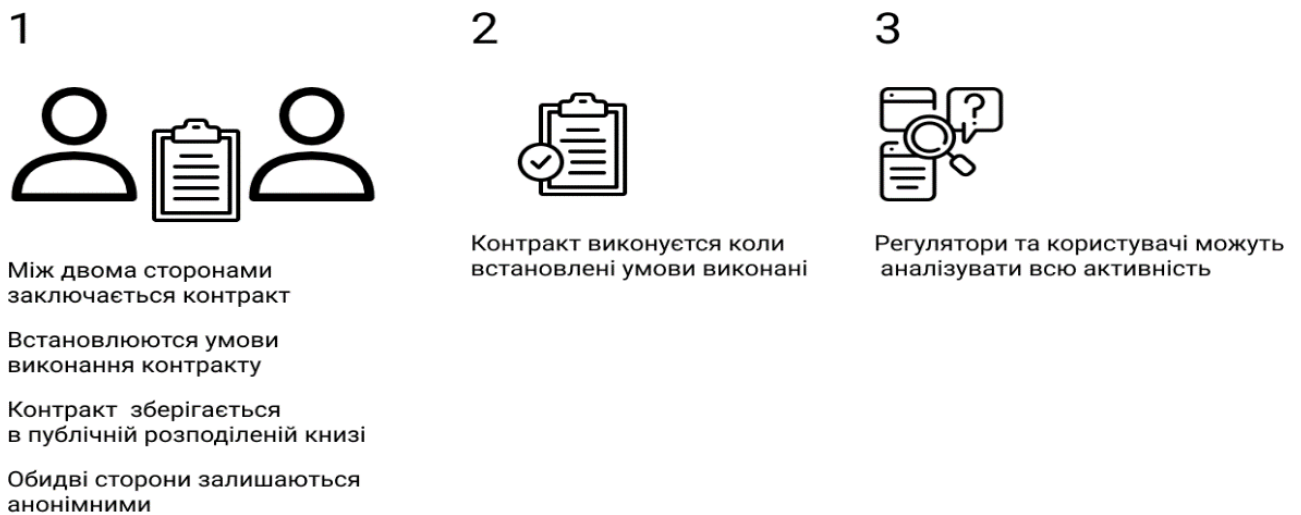 1
Між двома сторонами
заключається контракт
Встановлюются умови
виконання контракту
Контракт зберігається
в публічній розподіленій книзі
Обидві сторони залишаються
анонімними
2
Контракт виконуєтся коли
встановлені умови виконані
3
?
Регулятори та користувачі можуть
аналізувати всю активність